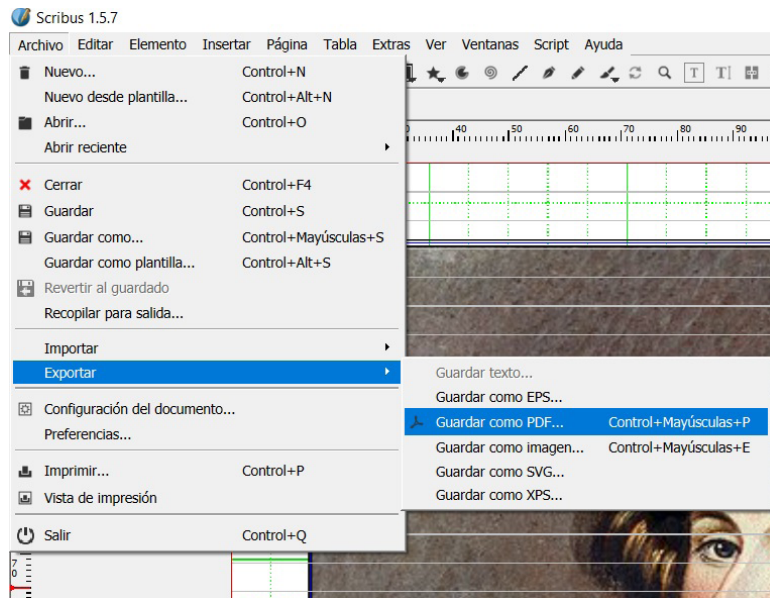 Scribus 1.5.7
Archivo Editar Elemento Insertar Página Tabla Extras Ver Ventanas Script Ayuda
Nuevo... Control+N
Nuevo desde plantilla... Control+Alt+N
Abrir... Control+O
Abrir reciente
Cerrar Control+F4
Guardar Control+S
Guardar como... Control+Mayúsculas+S
Guardar como plantilla... Control+Alt+S
Revertir al guardado
Recopilar para salida...
Importar
Exportar
Guardar texto...
Guardar como EPS...
Guardar como PDF... Control+Mayúsculas+P
Guardar como imagen... Control+Mayúsculas+E
Guardar como SVG...
Guardar como XPS...
Configuración del documento...
Preferencias...
Imprimir... Control+P
Vista de impresión
Salir Control+Q
40 50 60 70 80 90
70